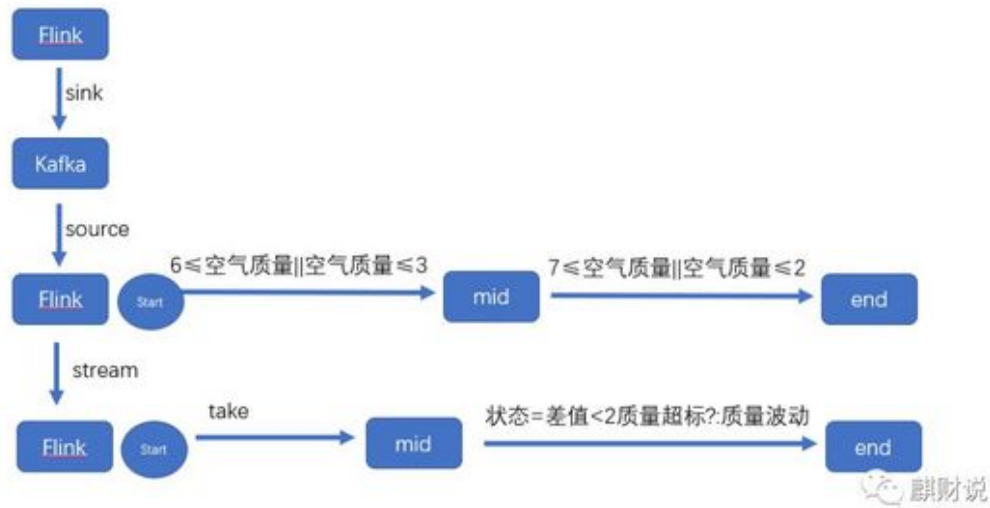 Flink
sink
Kafka
source
6≤空气质量||空气质量≤3
7≤空气质量||空气质量≤2
Flink
Start
mid
end
stream
take
状态=差值<2质量超标?:质量波动
Flink
Start
mid
end
麒财说